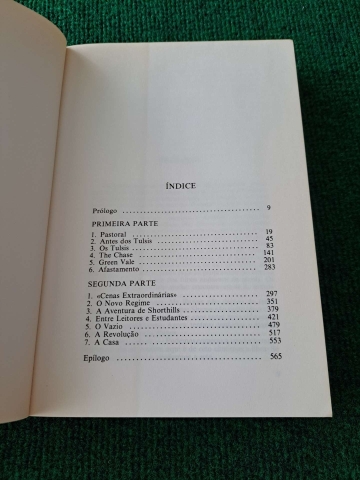 ÍNDICE
Prólogo 9
PRIMEIRA PARTE
1. Pastoral 19
2. Antes dos Tulsis 45
3. Os Tulsis 83
4. The Chase 141
5. Green Vale 201
6. Afastamento 283
SEGUNDA PARTE
1. «Cenas Extraordinárias» 297
2. O Novo Regime 351
3. A Aventura de Shorthills 379
4. Entre Leitores e Estudantes 421
5. O Vazio 479
6. A Revolução 517
7. A Casa 553
Epílogo 565